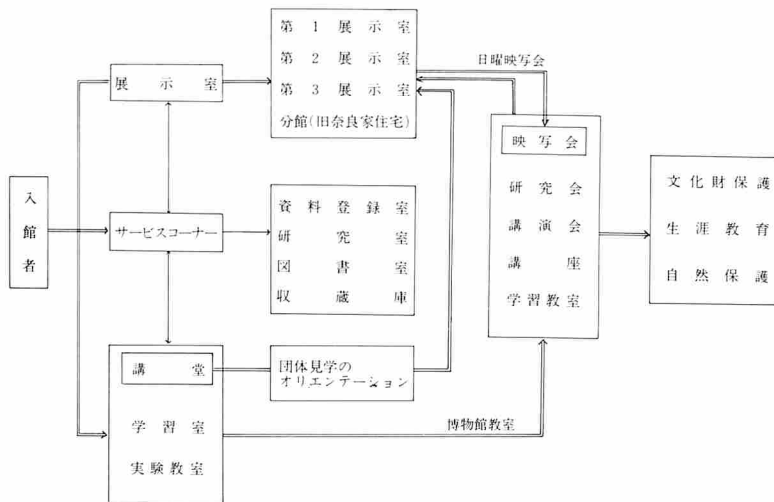 入館者
展示室
サービスコーナー
講堂
学習室
実験教室
第1展示室
第2展示室
第3展示室
分館(旧奈良家住宅)
資料登録室
研究室
図書室
収蔵庫
団体見学の
オリエンテーション
日曜映写会
博物館教室
映写会
研究会
講演会
講座
学習教室
文化財保護
生涯教育
自然保護